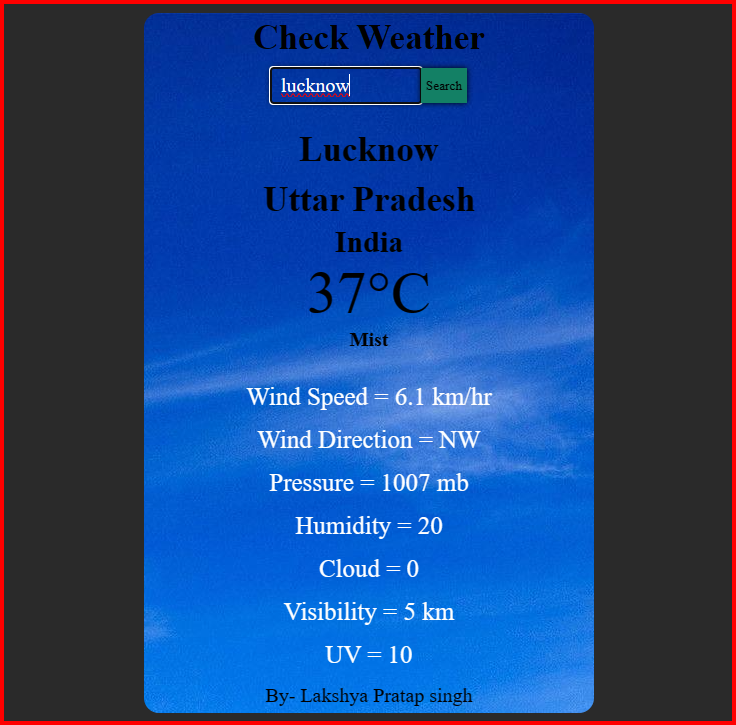 Check Weather
lucknow Search
Lucknow
Uttar Pradesh
India
37°C
Mist
Wind Speed = 6.1 km/hr
Wind Direction = NW
Pressure = 1007 mb
Humidity = 20
Cloud = 0
Visibility = 5 km
UV = 10
By- Lakshya Pratap singh